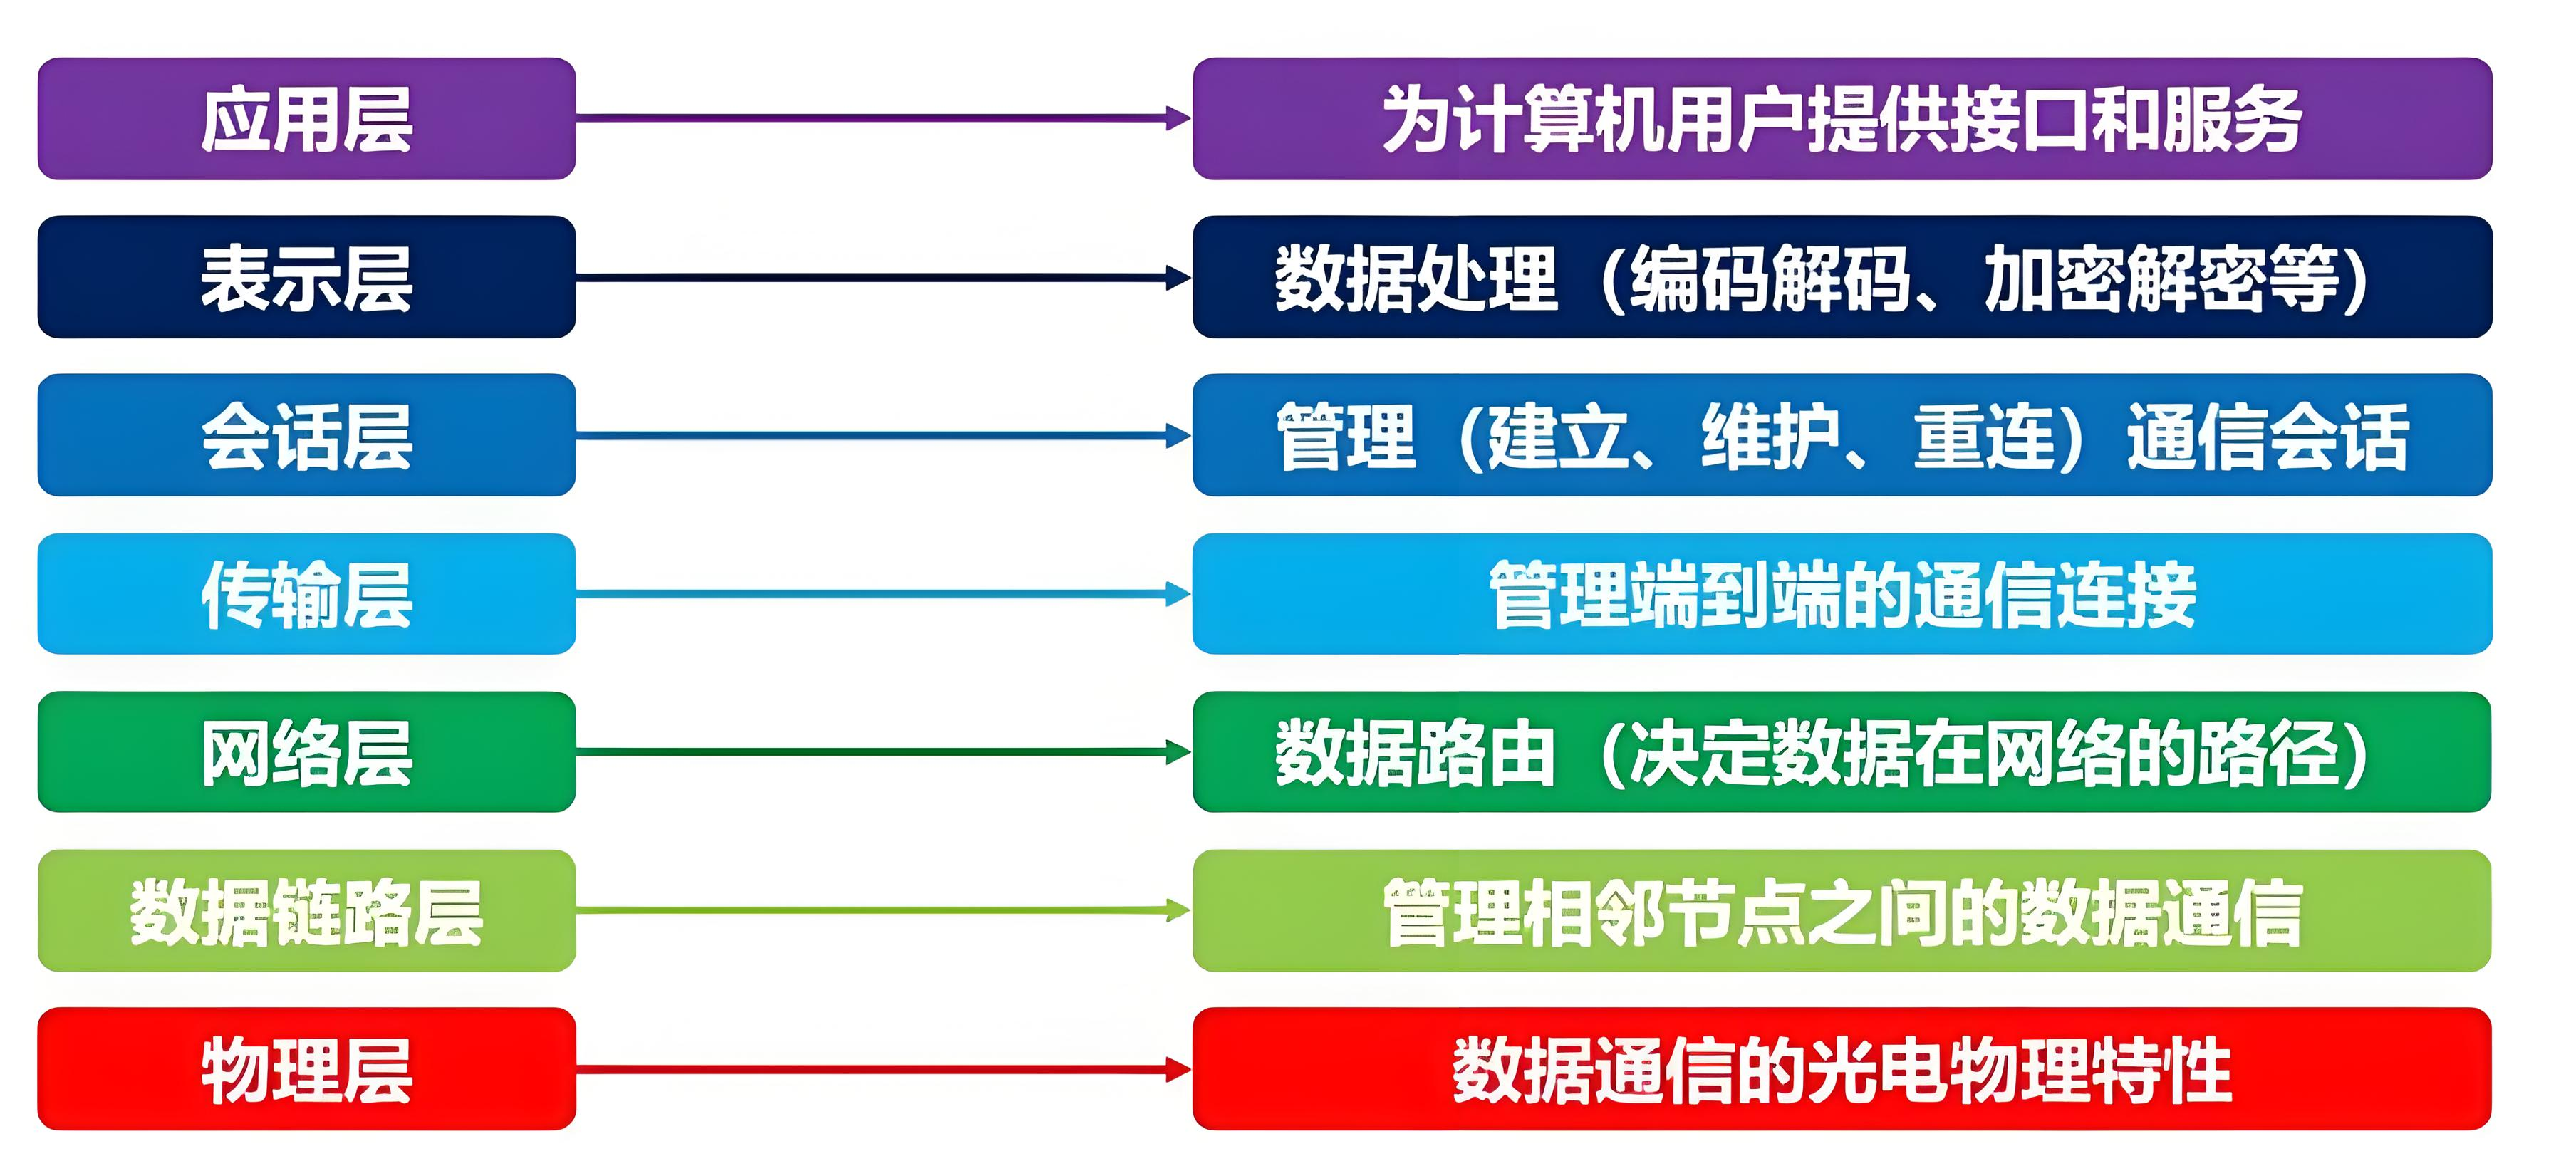 应用层
为计算机用户提供接口和服务
表示层
数据处理（编码解码、加密解密等）
会话层
管理（建立、维护、重连）通信会话
传输层
管理端到端的通信连接
网络层
数据路由（决定数据在网络的路径）
数据链路层
管理相邻节点之间的数据通信
物理层
数据通信的光电物理特性